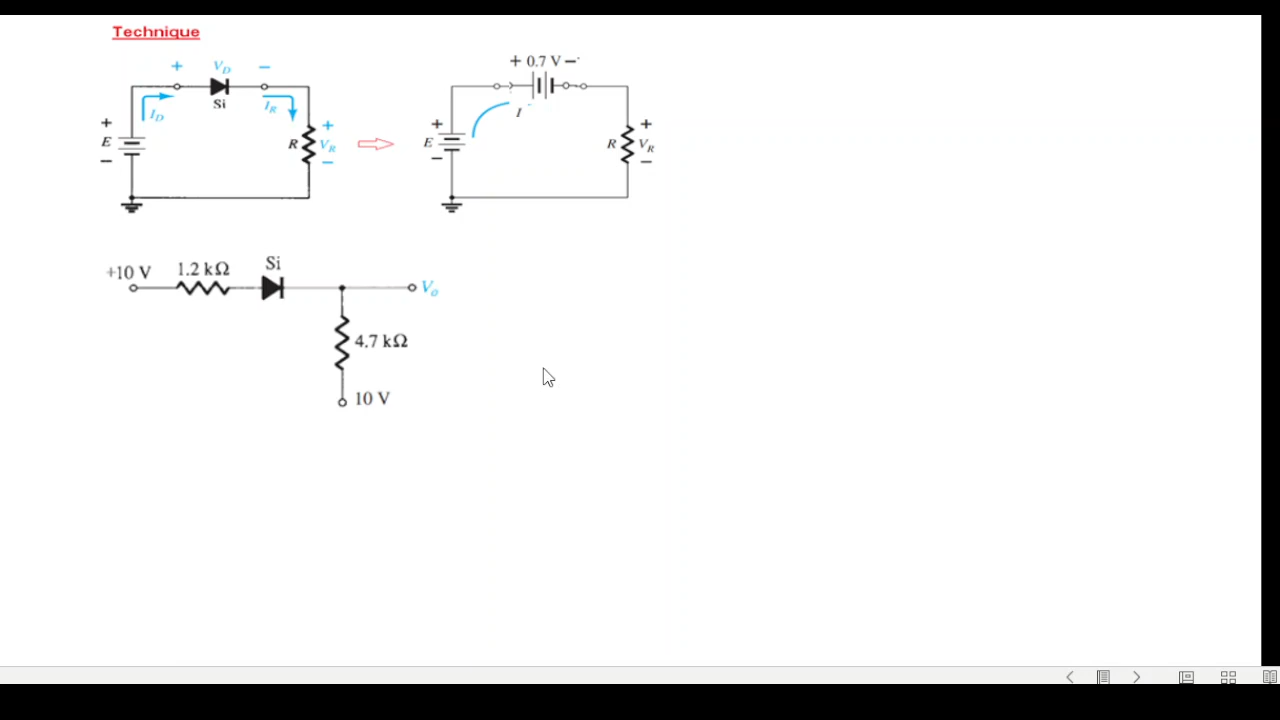 Technique
+ V_D −
Si
I_D
I_R
+
E
−
R
+
V_R
−
+ 0.7 V −
I
+
E
−
R
+
V_R
−
+10 V
1.2 kΩ
Si
V_o
4.7 kΩ
10 V